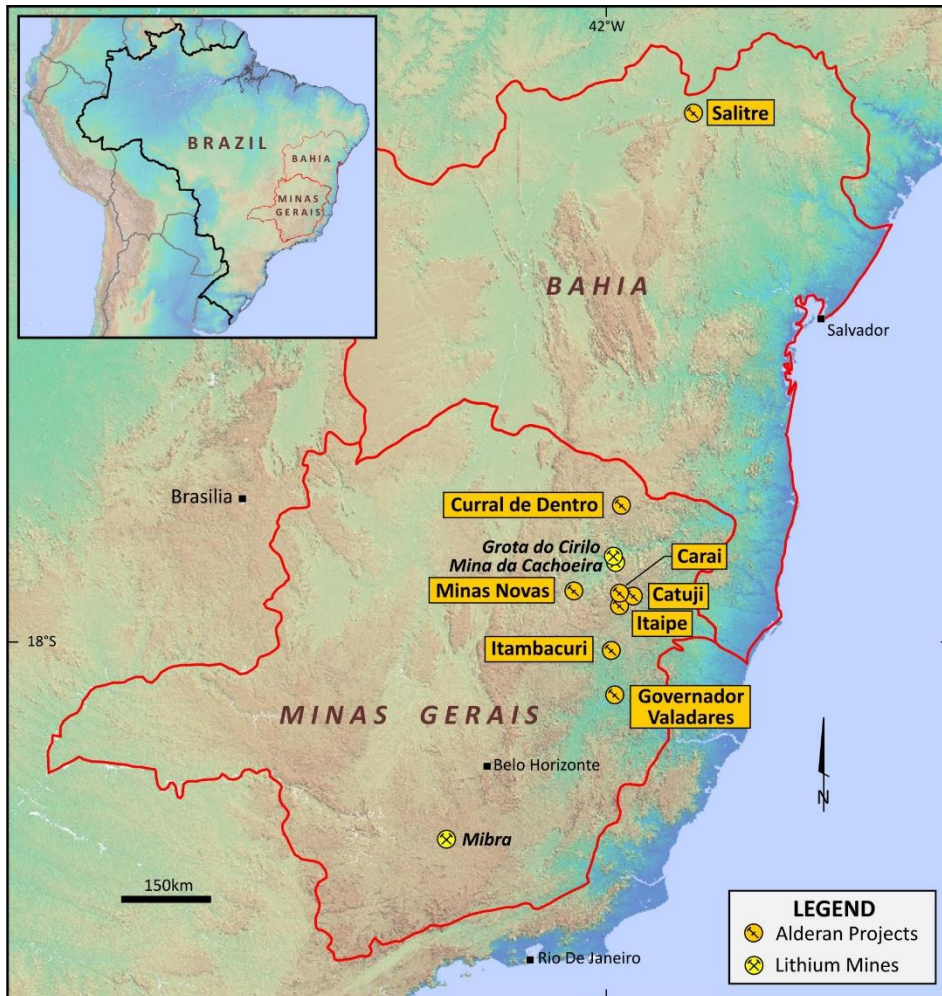 42°W
BRAZIL
BAHIA
MINAS
GERAIS
Salitre
BAHIA
Salvador
Brasilia
Curral de Dentro
Grota do Cirilo
Mina da Cachoeira
Carai
Minas Novas
Catuji
Itaipe
18°S
Itambacuri
Governador
Valadares
MINAS GERAIS
Belo Horizonte
N
Mibra
150km
LEGEND
Alderan Projects
Lithium Mines
Rio De Janeiro